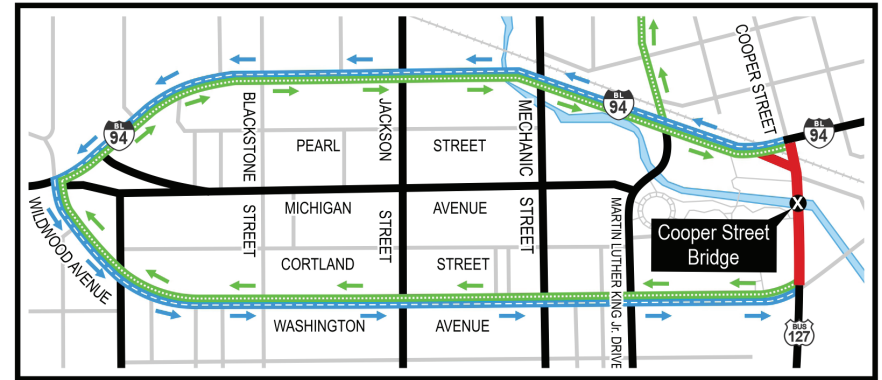 COOPER STREET
BL
94
BL
94
BL
94
BLACKSTONE
STREET
JACKSON
STREET
MECHANIC
STREET
PEARL STREET
MICHIGAN AVENUE
WILDWOOD AVENUE
MARTIN LUTHER KING Jr. DRIVE
X
Cooper Street
Bridge
CORTLAND STREET
WASHINGTON AVENUE
BUS
127